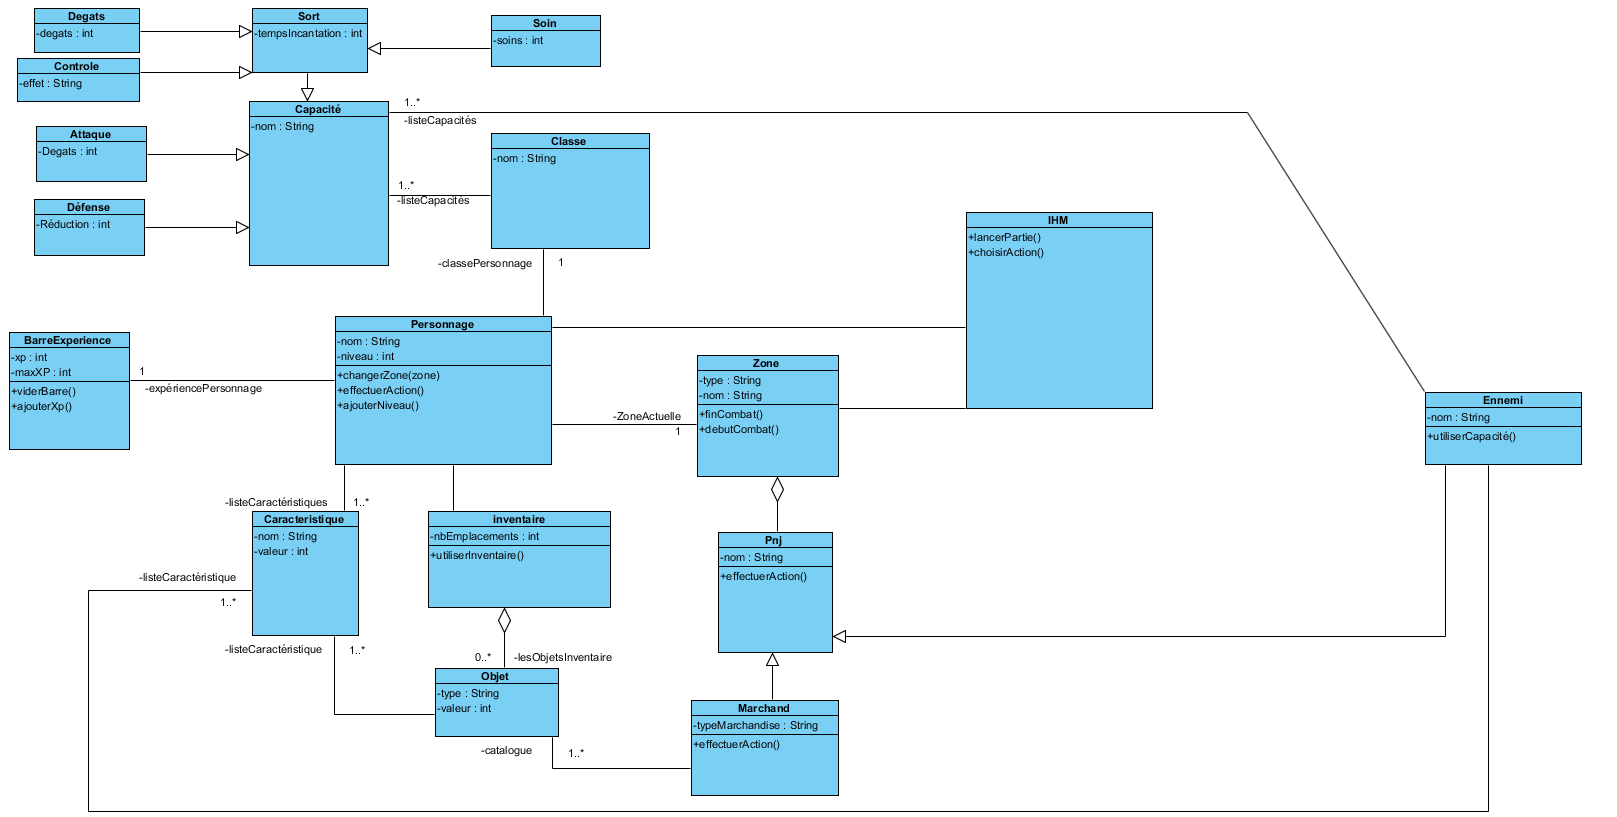 Degats
-degats : int
Sort
-tempsIncantation : int
Soin
-soins : int
Controle
-effet : String
Capacité
-nom : String
1..*
-listeCapacités
Attaque
-Degats : int
Classe
-nom : String
1..*
-listeCapacités
Défense
-Réduction : int
IHM
+lancerPartie()
+choisirAction()
-classePersonnage
1
Personnage
-nom : String
-niveau : int
+changerZone(zone)
+effectuerAction()
+ajouterNiveau()
BarreExperience
-xp : int
-maxXP : int
+viderBarre()
+ajouterXp()
1
-expériencePersonnage
Zone
-type : String
-nom : String
+finCombat()
+debutCombat()
-ZoneActuelle
1
Ennemi
-nom : String
+utiliserCapacité()
-listeCaractéristiques
1..*
Caracteristique
-nom : String
-valeur : int
inventaire
-nbEmplacements : int
+utiliserInventaire()
Pnj
-nom : String
+effectuerAction()
-listeCaractéristique
1..*
-listeCaractéristique
1..*
0..*
-lesObjetsInventaire
Objet
-type : String
-valeur : int
Marchand
-typeMarchandise : String
+effectuerAction()
-catalogue
1..*